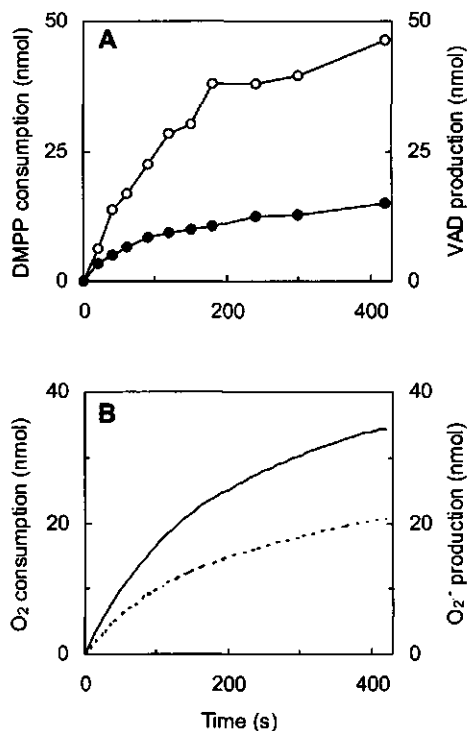 A
DMPP consumption (nmol)
50
25
0
VAD production (nmol)
50
25
0
0
200
400
B
O₂ consumption (nmol)
40
20
0
O₂⁻˙ production (nmol)
40
20
0
0
200
400
Time (s)